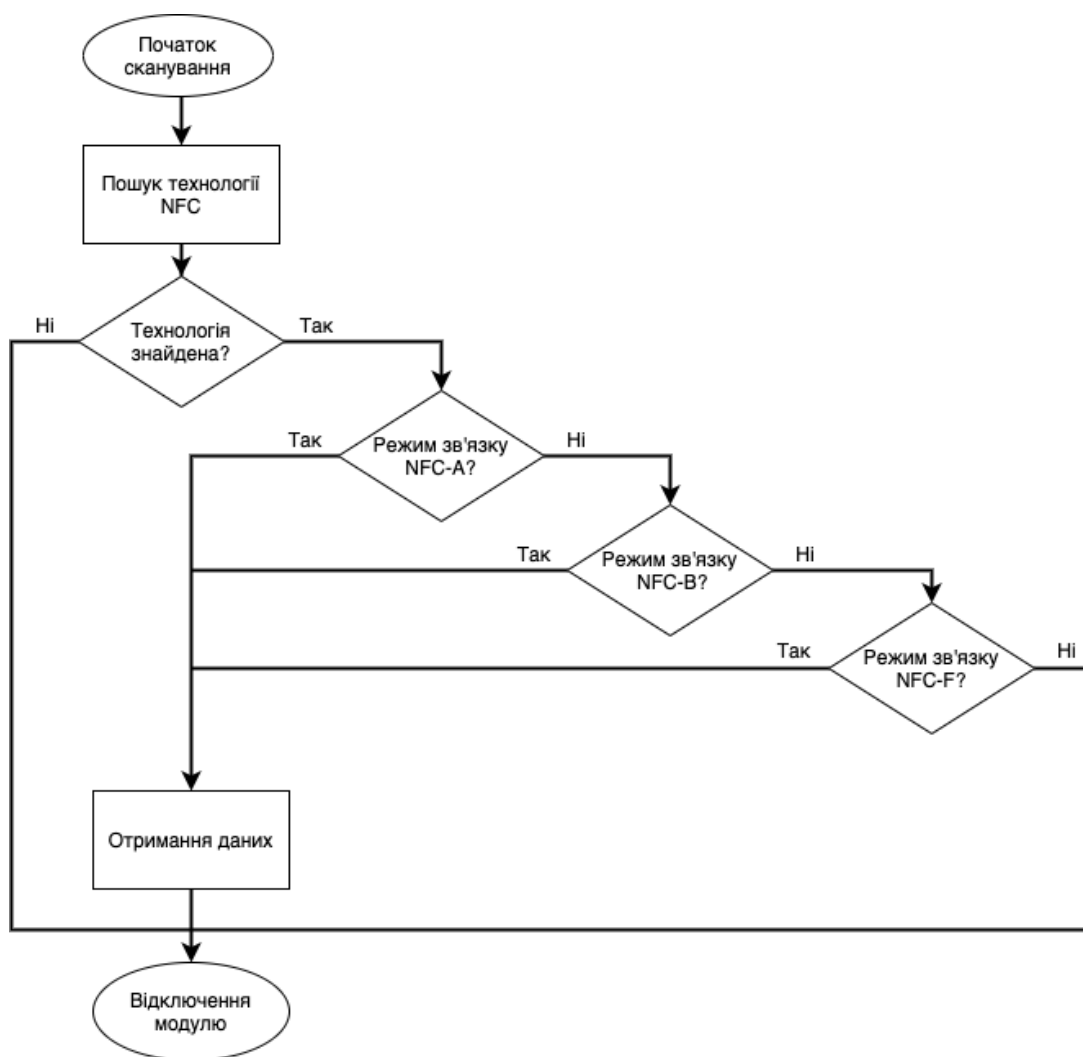 Початок
сканування
Пошук технології
NFC
Ні
Технологія
знайдена?
Так
Так
Режим зв'язку
NFC-A?
Ні
Так
Режим зв'язку
NFC-B?
Ні
Так
Режим зв'язку
NFC-F?
Ні
Отримання даних
Відключення
модулю